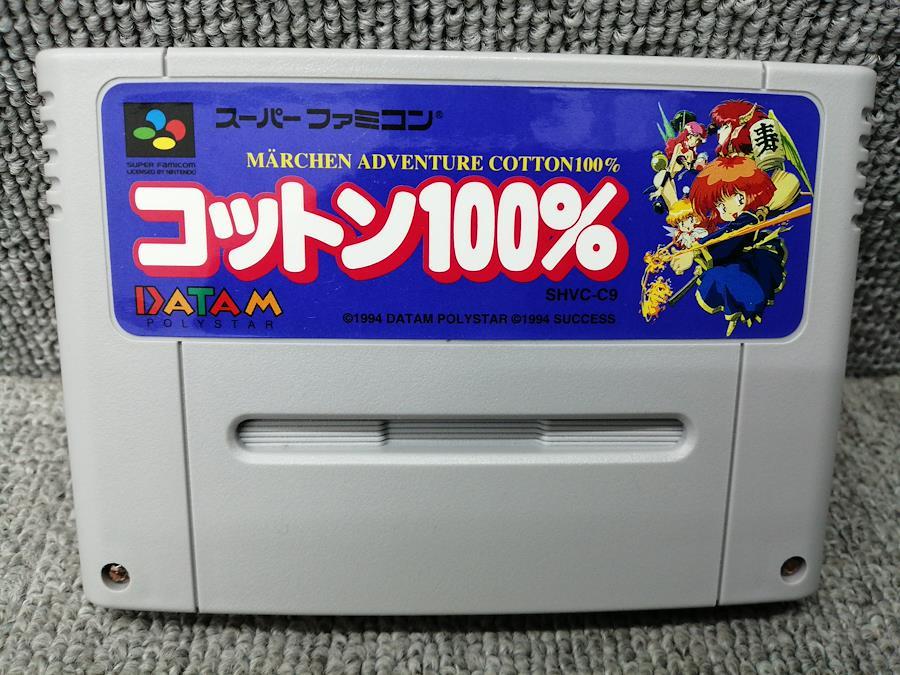 スーパーファミコン®
SUPER FAMICOM
LICENSED BY NINTENDO
MÄRCHEN ADVENTURE COTTON100%
コットン100%
DATAM
POLYSTAR
SHVC-C9
©1994 DATAM POLYSTAR ©1994 SUCCESS
寿